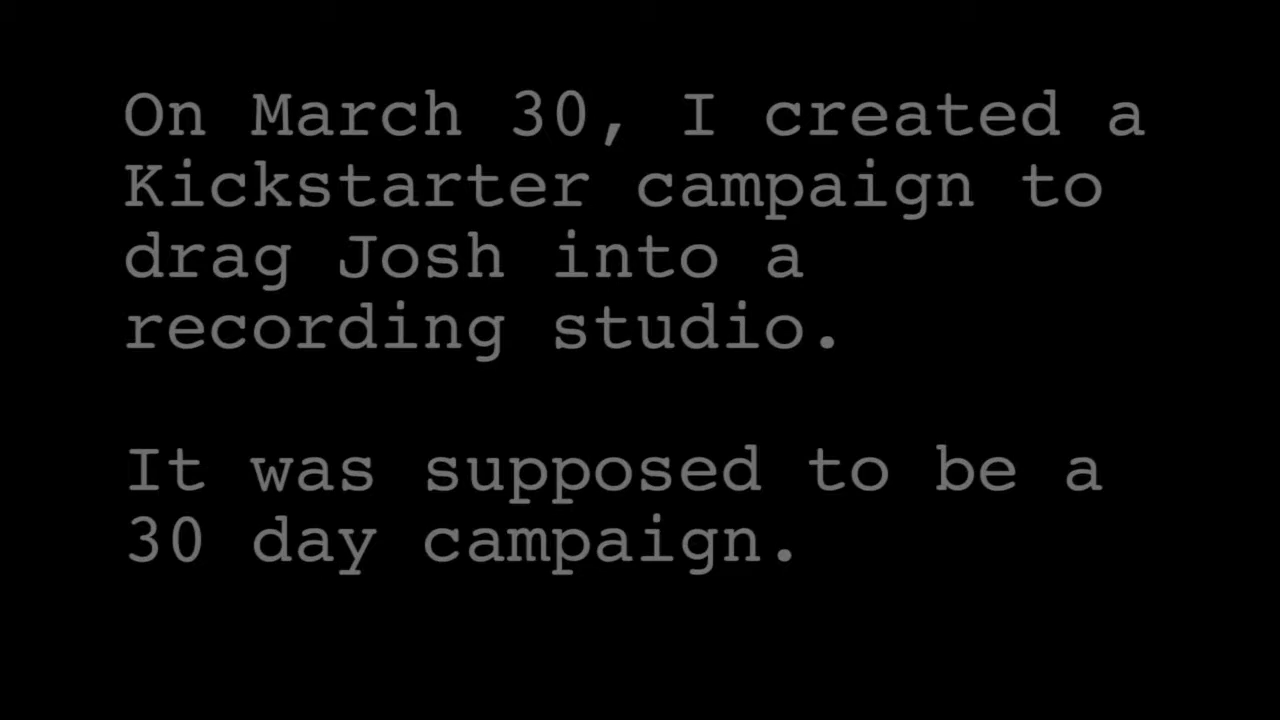 On March 30, I created a
Kickstarter campaign to
drag Josh into a
recording studio.
It was supposed to be a
30 day campaign.